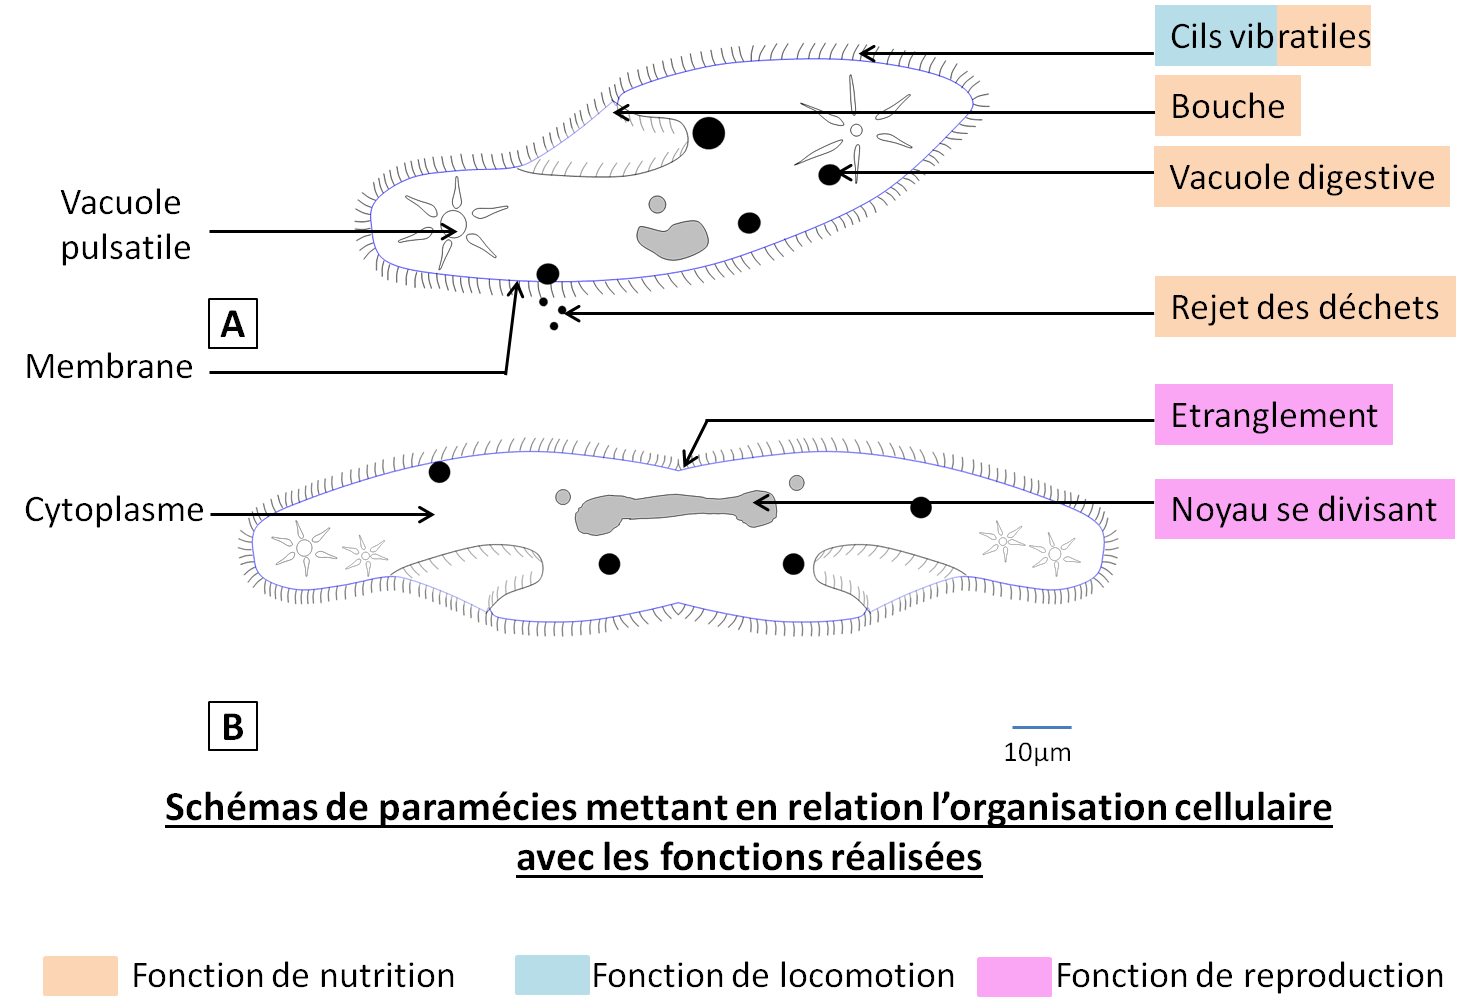 Cils vibratiles
Bouche
Vacuole digestive
Vacuole
pulsatile
Rejet des déchets
A
Membrane
Etranglement
Cytoplasme
Noyau se divisant
B
10µm
Schémas de paramécies mettant en relation l’organisation cellulaire
avec les fonctions réalisées
Fonction de nutrition
Fonction de locomotion
Fonction de reproduction